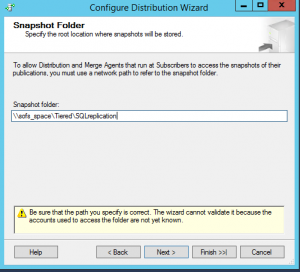 Configure Distribution Wizard
Snapshot Folder
Specify the root location where snapshots will be stored.
To allow Distribution and Merge Agents that run at Subscribers to access the snapshots of their
publications, you must use a network path to refer to the snapshot folder.
Snapshot folder:
\\sofs_space\Tiered\SQLreplication
Be sure that the path you specify is correct. The wizard cannot validate it because the
accounts used to access the folder are not yet known.
Help
< Back
Next >
Finish >>|
Cancel